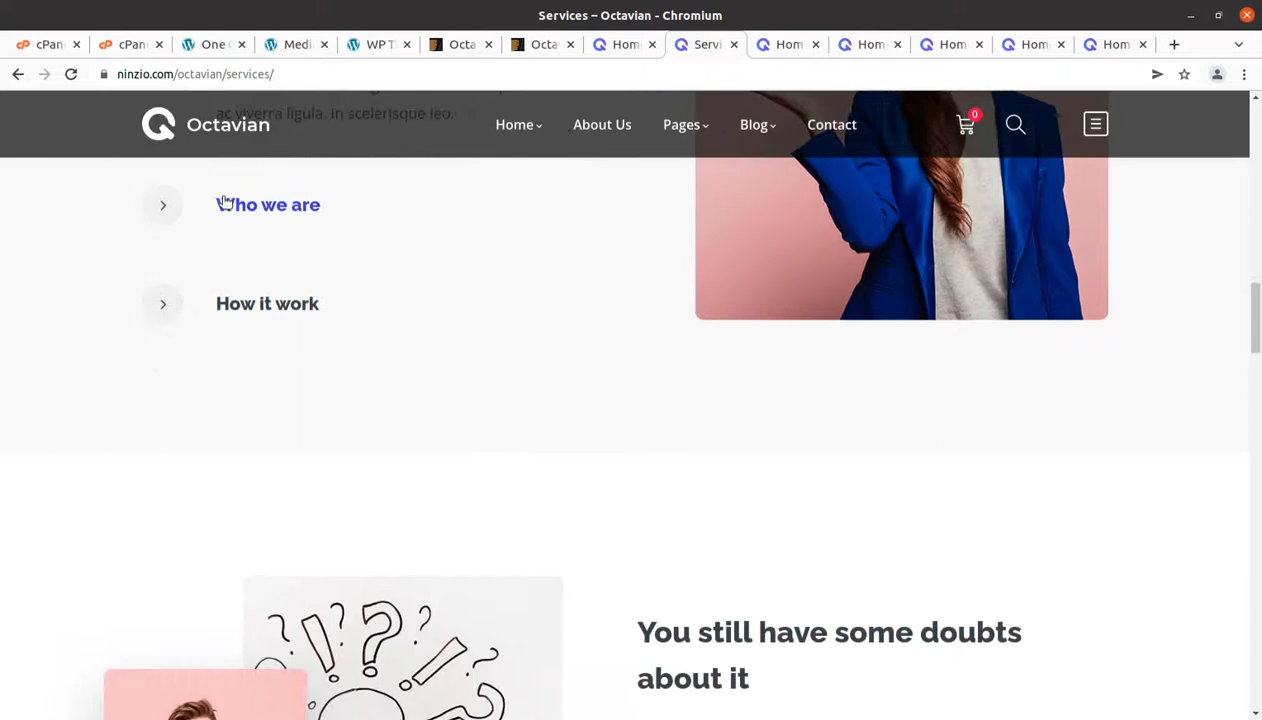 Services – Octavian - Chromium
cPan
cPan
One
Medi
WP T
Octa
Octa
Hom
Servi
Hom
Hom
Hom
Hom
Hom
ninzio.com/octavian/services/
ac viverra ligula. In scelerisque leo.
Octavian
Home
About Us
Pages
Blog
Contact
0
Who we are
How it work
You still have some doubts
about it